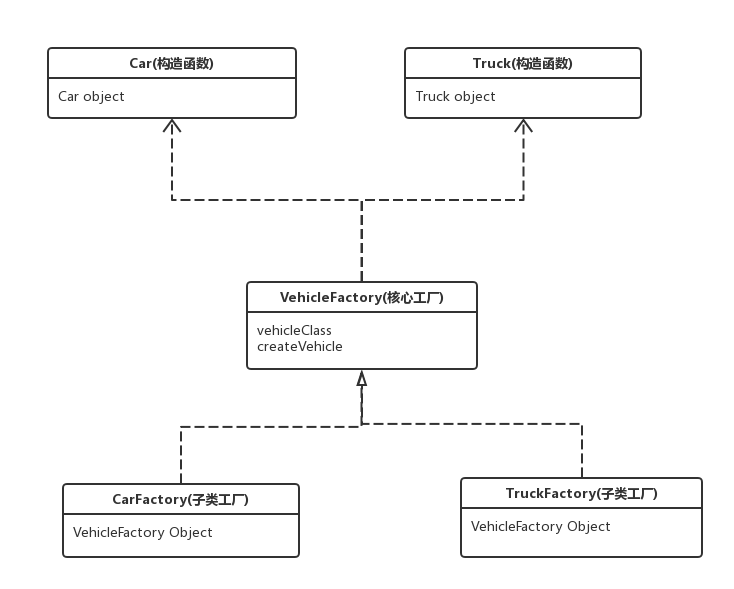 Car(构造函数)
Car object
Truck(构造函数)
Truck object
VehicleFactory(核心工厂)
vehicleClass
createVehicle
CarFactory(子类工厂)
VehicleFactory Object
TruckFactory(子类工厂)
VehicleFactory Object